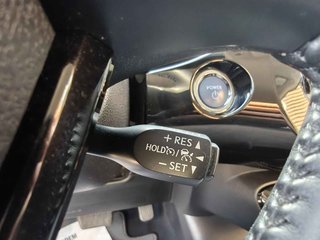 POWER
+ RES
HOLD
- SET